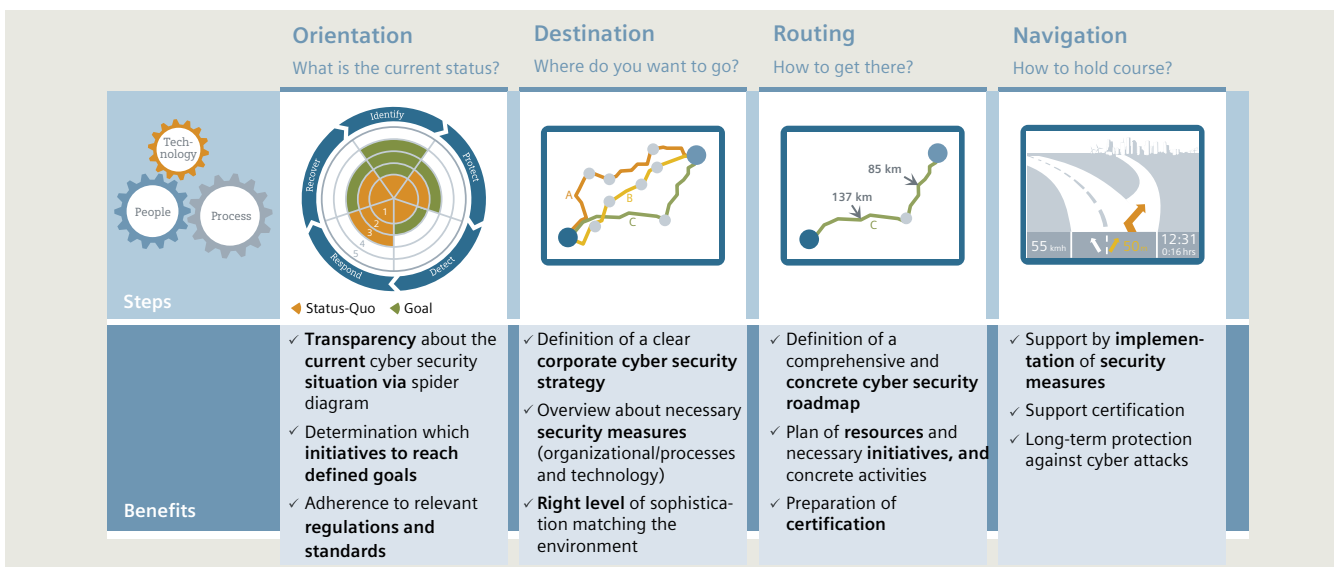 Orientation
What is the current status?
Destination
Where do you want to go?
Routing
How to get there?
Navigation
How to hold course?
Tech-
nology
People
Process
Steps
Identify
Protect
Detect
Respond
Recover
1
2
3
4
5
Status-Quo
Goal
A
B
C
85 km
137 km
C
55 kmh
50
12:31
0:16 hrs
Benefits
✓ Transparency about the
current cyber security
situation via spider
diagram
✓ Determination which
initiatives to reach
defined goals
✓ Adherence to relevant
regulations and
standards
✓ Definition of a clear
corporate cyber security
strategy
✓ Overview about necessary
security measures
(organizational/processes
and technology)
✓ Right level of sophistica-
tion matching the
environment
✓ Definition of a
comprehensive and
concrete cyber security
roadmap
✓ Plan of resources and
necessary initiatives, and
concrete activities
✓ Preparation of
certification
✓ Support by implemen-
tation of security
measures
✓ Support certification
✓ Long-term protection
against cyber attacks